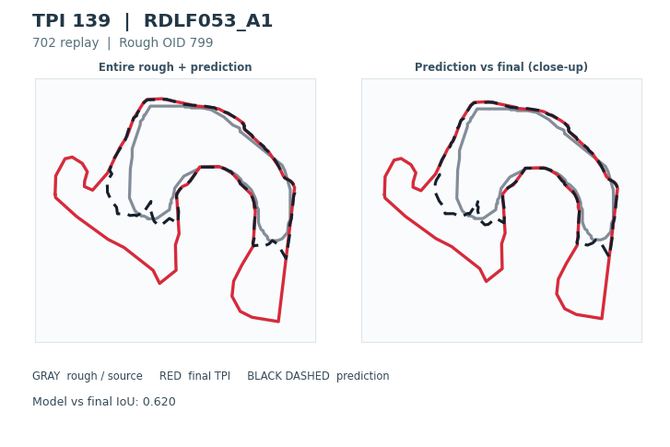 TPI 139 | RDLF053_A1
702 replay | Rough OID 799
Entire rough + prediction
Prediction vs final (close-up)
GRAY rough / source RED final TPI BLACK DASHED prediction
Model vs final IoU: 0.620